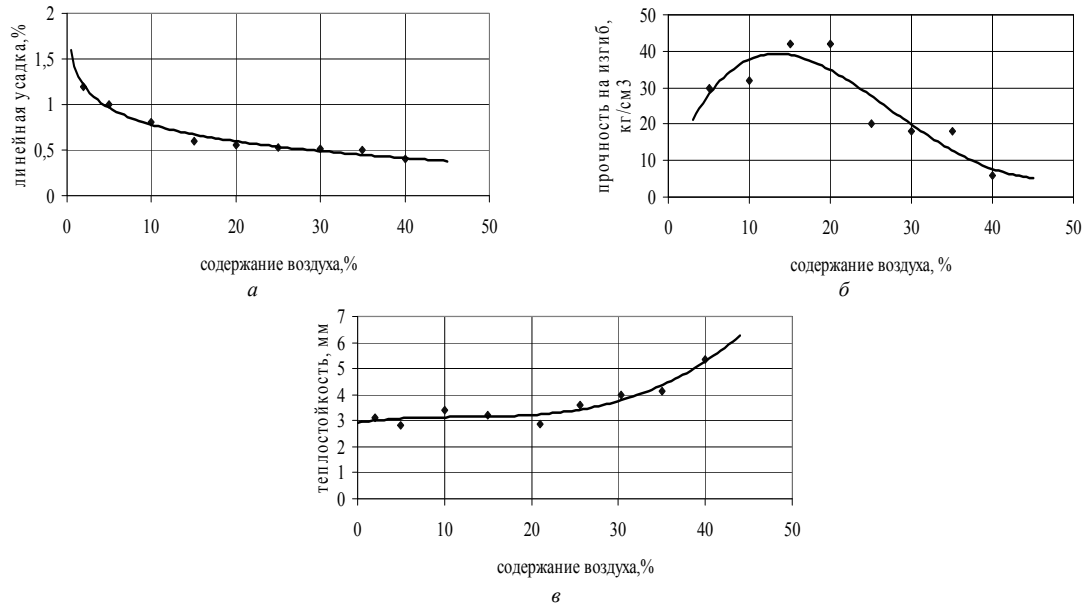 линейная усадка,%
2
1,5
1
0,5
0
0 10 20 30 40 50
содержание воздуха,%
а
прочность на изгиб,
кг/см3
50
40
30
20
10
0
0 10 20 30 40 50
содержание воздуха, %
б
теплостойкость, мм
7
6
5
4
3
2
1
0
0 10 20 30 40 50
содержание воздуха,%
в